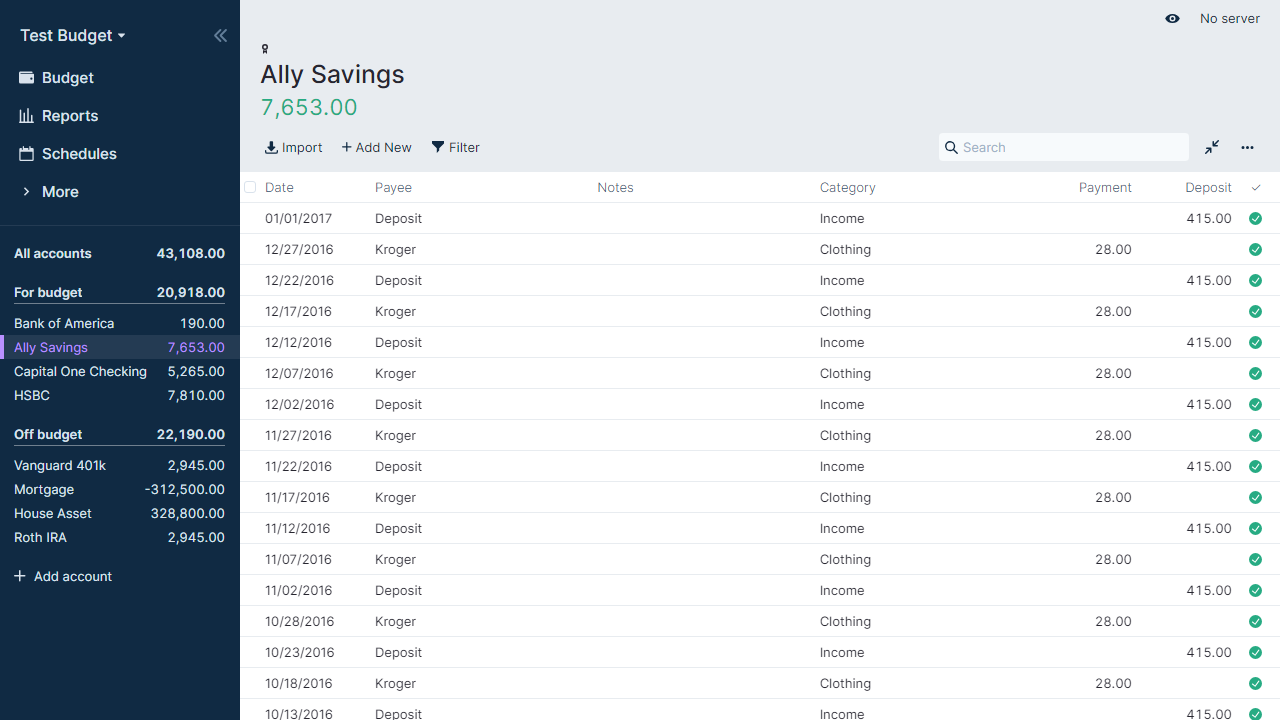 Test Budget
Budget
Reports
Schedules
More
All accounts 43,108.00
For budget 20,918.00
Bank of America 190.00
Ally Savings 7,653.00
Capital One Checking 5,265.00
HSBC 7,810.00
Off budget 22,190.00
Vanguard 401k 2,945.00
Mortgage -312,500.00
House Asset 328,800.00
Roth IRA 2,945.00
Add account
No server
Ally Savings
7,653.00
Import Add New Filter Search
Date Payee Notes Category Payment Deposit
01/01/2017 Deposit Income 415.00
12/27/2016 Kroger Clothing 28.00
12/22/2016 Deposit Income 415.00
12/17/2016 Kroger Clothing 28.00
12/12/2016 Deposit Income 415.00
12/07/2016 Kroger Clothing 28.00
12/02/2016 Deposit Income 415.00
11/27/2016 Kroger Clothing 28.00
11/22/2016 Deposit Income 415.00
11/17/2016 Kroger Clothing 28.00
11/12/2016 Deposit Income 415.00
11/07/2016 Kroger Clothing 28.00
11/02/2016 Deposit Income 415.00
10/28/2016 Kroger Clothing 28.00
10/23/2016 Deposit Income 415.00
10/18/2016 Kroger Clothing 28.00
10/13/2016 Deposit Income 415.00